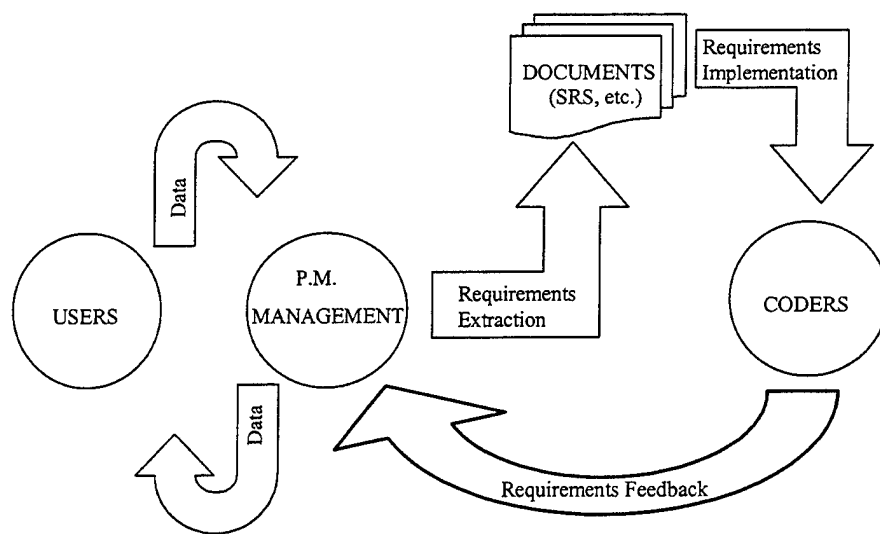 DOCUMENTS
(SRS, etc.)
Requirements
Implementation
Data
USERS
P.M.
MANAGEMENT
Requirements
Extraction
CODERS
Data
Requirements Feedback